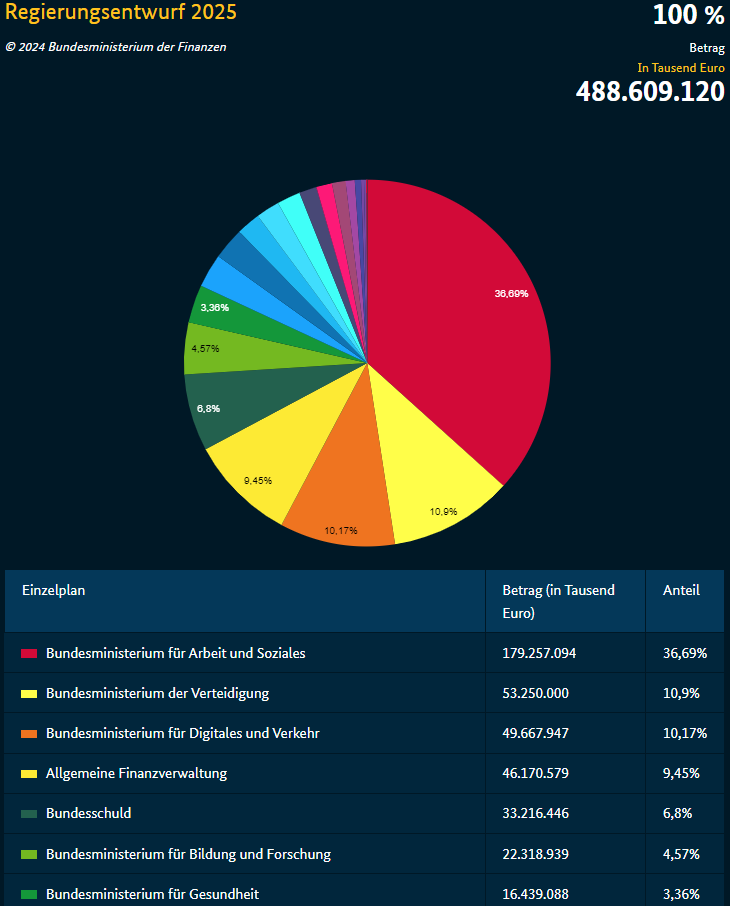 Regierungsentwurf 2025
100 %
© 2024 Bundesministerium der Finanzen
Betrag
In Tausend Euro
488.609.120
36,69%
3,36%
4,57%
6,8%
9,45%
10,9%
10,17%
Einzelplan Betrag (in Tausend Euro) Anteil
Bundesministerium für Arbeit und Soziales 179.257.094 36,69%
Bundesministerium der Verteidigung 53.250.000 10,9%
Bundesministerium für Digitales und Verkehr 49.667.947 10,17%
Allgemeine Finanzverwaltung 46.170.579 9,45%
Bundesschuld 33.216.446 6,8%
Bundesministerium für Bildung und Forschung 22.318.939 4,57%
Bundesministerium für Gesundheit 16.439.088 3,36%